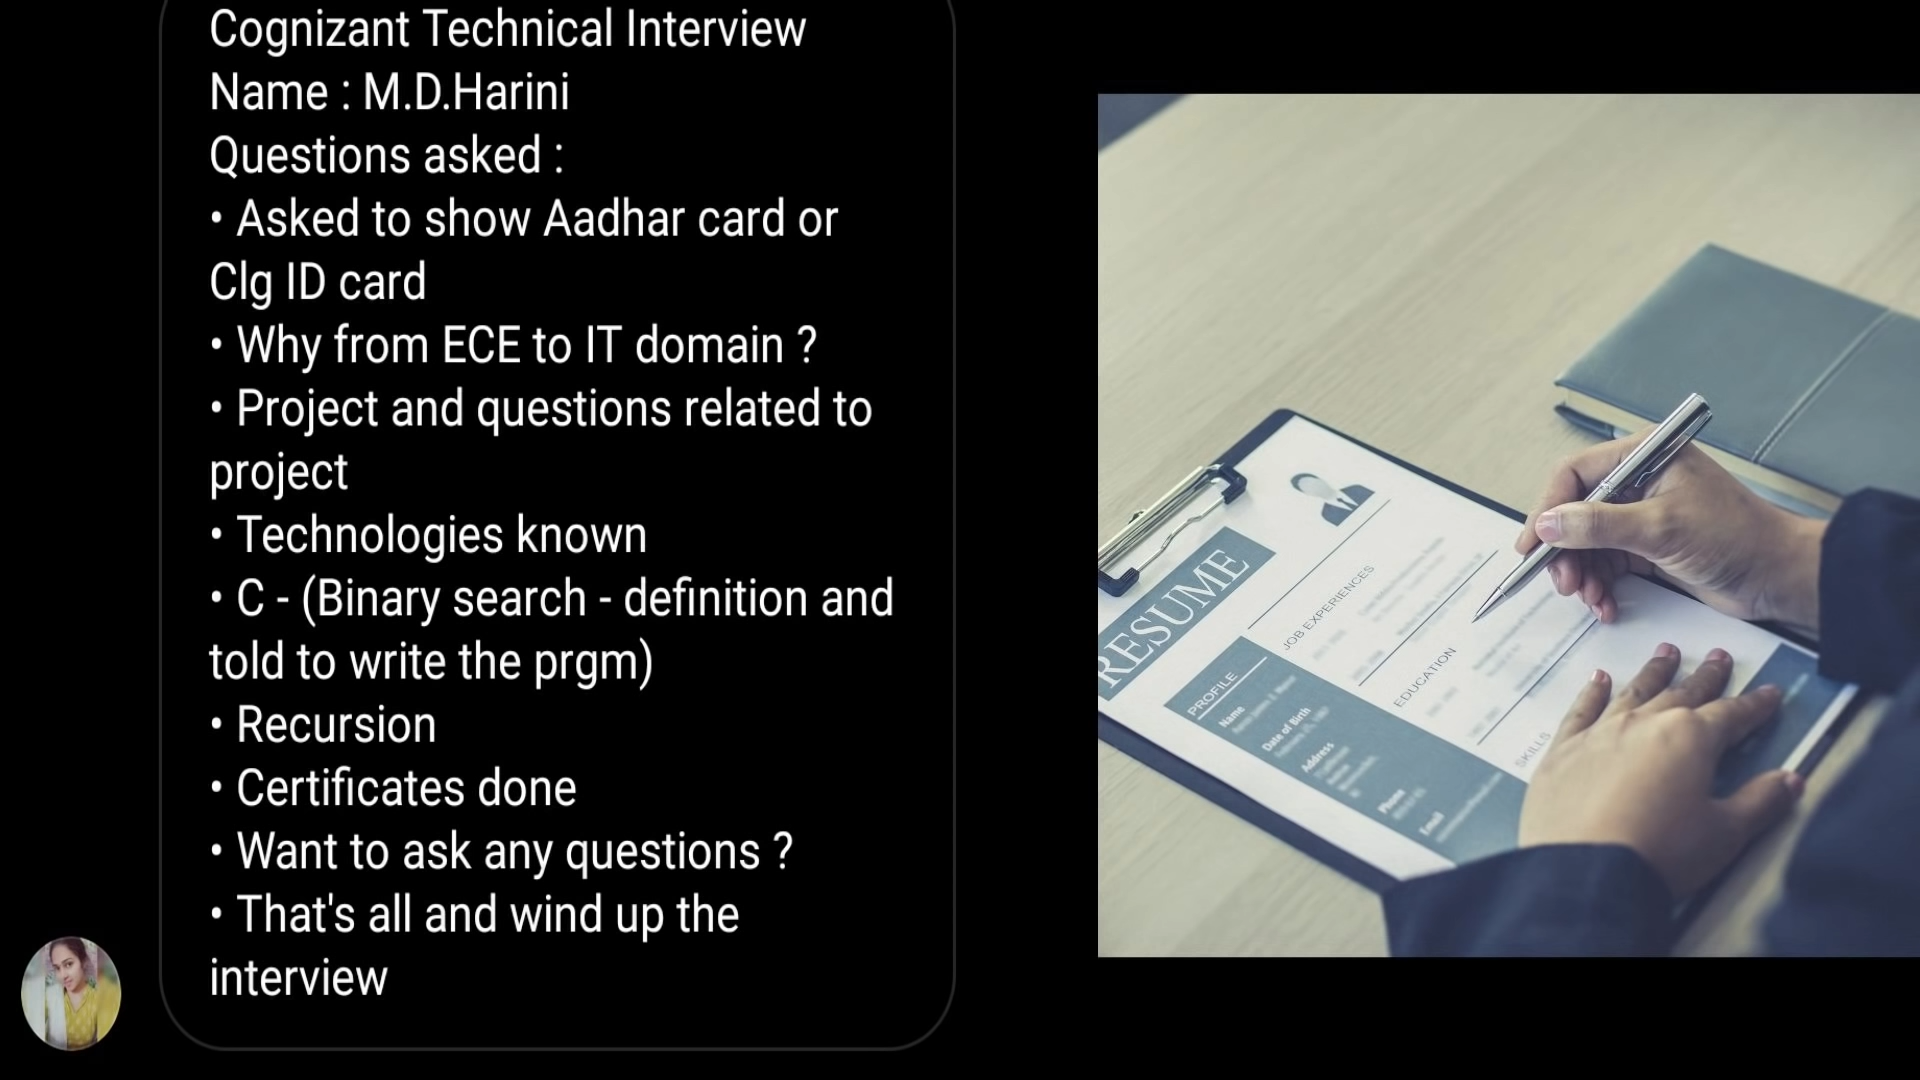 Cognizant Technical Interview
Name : M.D.Harini
Questions asked :
• Asked to show Aadhar card or
Clg ID card
• Why from ECE to IT domain ?
• Project and questions related to
project
• Technologies known
• C - (Binary search - definition and
told to write the prgm)
• Recursion
• Certificates done
• Want to ask any questions ?
• That's all and wind up the
interview
RESUME
PROFILE
Name
Date of Birth
Address
Phone
Email
JOB EXPERIENCES
EDUCATION
SKILLS